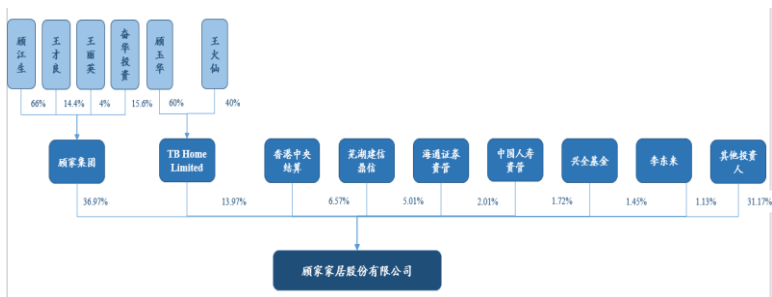 顾江生
王才良
王丽英
奋华投资
顾玉华
王火仙
66%
14.4%
4%
15.6%
60%
40%
顾家集团
TB Home
Limited
香港中央
结算
芜湖建信
鼎信
海通证券
资管
中国人寿
资管
兴全基金
李东来
其他投资
人
36.97%
13.97%
6.57%
5.01%
2.01%
1.72%
1.45%
1.13%
31.17%
顾家家居股份有限公司